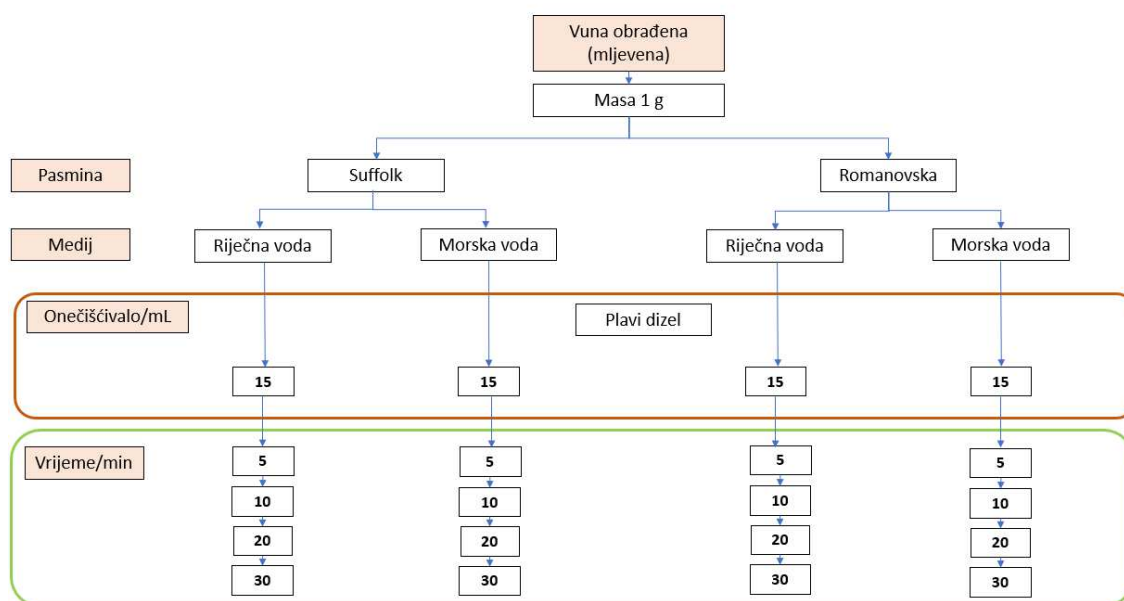 Vuna obrađena
(mljevena)
Masa 1 g
Pasmina
Suffolk
Romanovska
Medij
Riječna voda
Morska voda
Riječna voda
Morska voda
Onečišćivalo/mL
Plavi dizel
15
15
15
15
Vrijeme/min
5
5
5
5
10
10
10
10
20
20
20
20
30
30
30
30